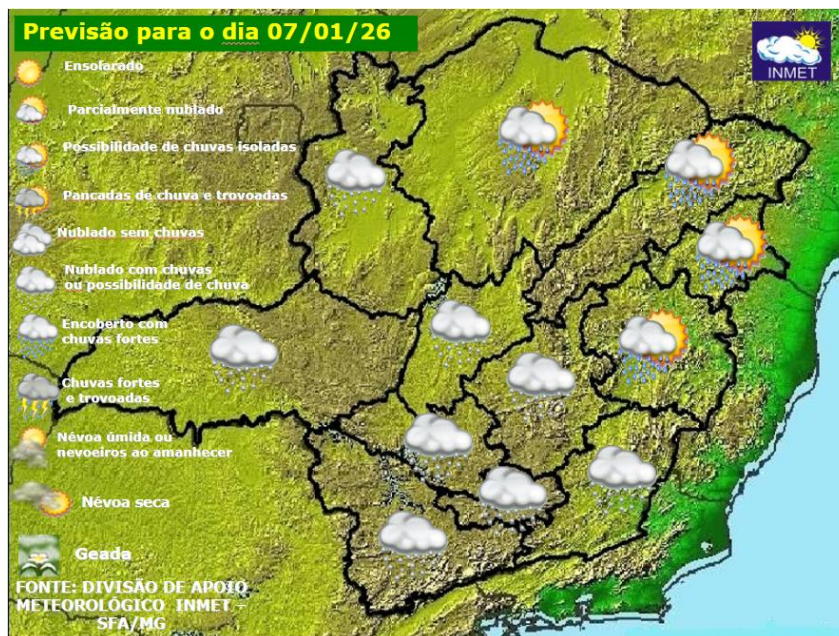 Previsão para o dia 07/01/26
INMET
Ensolarado
Parcialmente nublado
Possibilidade de chuvas isoladas
Pancadas de chuva e trovoadas
Nublado sem chuvas
Nublado com chuvas
ou possibilidade de chuva
Encoberto com
chuvas fortes
Chuvas fortes
e trovoadas
Névoa úmida ou
nevoeiros ao amanhecer
Névoa seca
Geada
FONTE: DIVISÃO DE APOIO
METEOROLÓGICO INMET –
SFA/MG